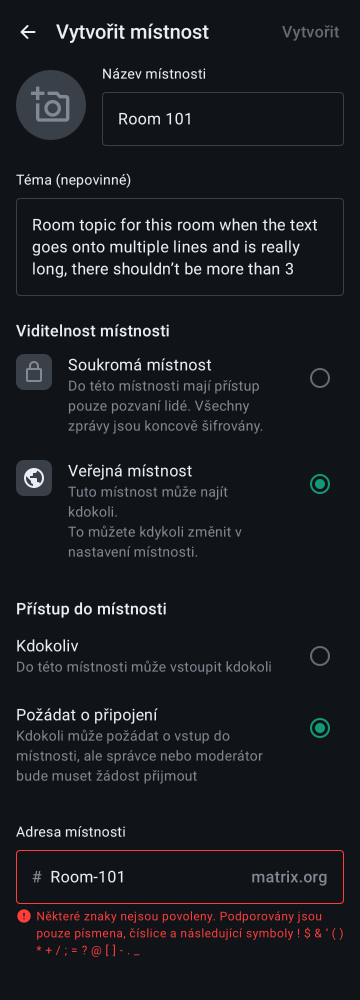 Vytvořit místnost
Vytvořit
Název místnosti
Room 101
Téma (nepovinné)
Room topic for this room when the text
goes onto multiple lines and is really
long, there shouldn’t be more than 3
Viditelnost místnosti
Soukromá místnost
Do této místnosti mají přístup
pouze pozvaní lidé. Všechny
zprávy jsou koncově šifrovány.
Veřejná místnost
Tuto místnost může najít
kdokoli.
To můžete kdykoli změnit v
nastavení místnosti.
Přístup do místnosti
Kdokoliv
Do této místnosti může vstoupit kdokoli
Požádat o připojení
Kdokoli může požádat o vstup do
místnosti, ale správce nebo moderátor
bude muset žádost přijmout
Adresa místnosti
# Room-101 matrix.org
Některé znaky nejsou povoleny. Podporovány jsou
pouze písmena, číslice a následující symboly ! $ & ‘ ( )
* + / ; = ? @ [ ] - . _